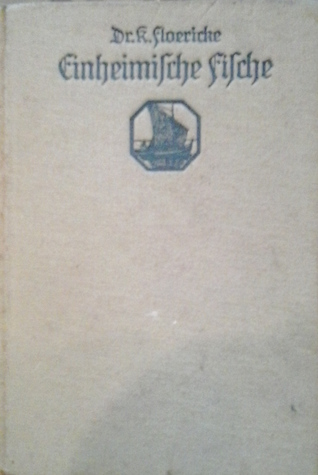 Dr. K. Floericke
Einheimische Fische